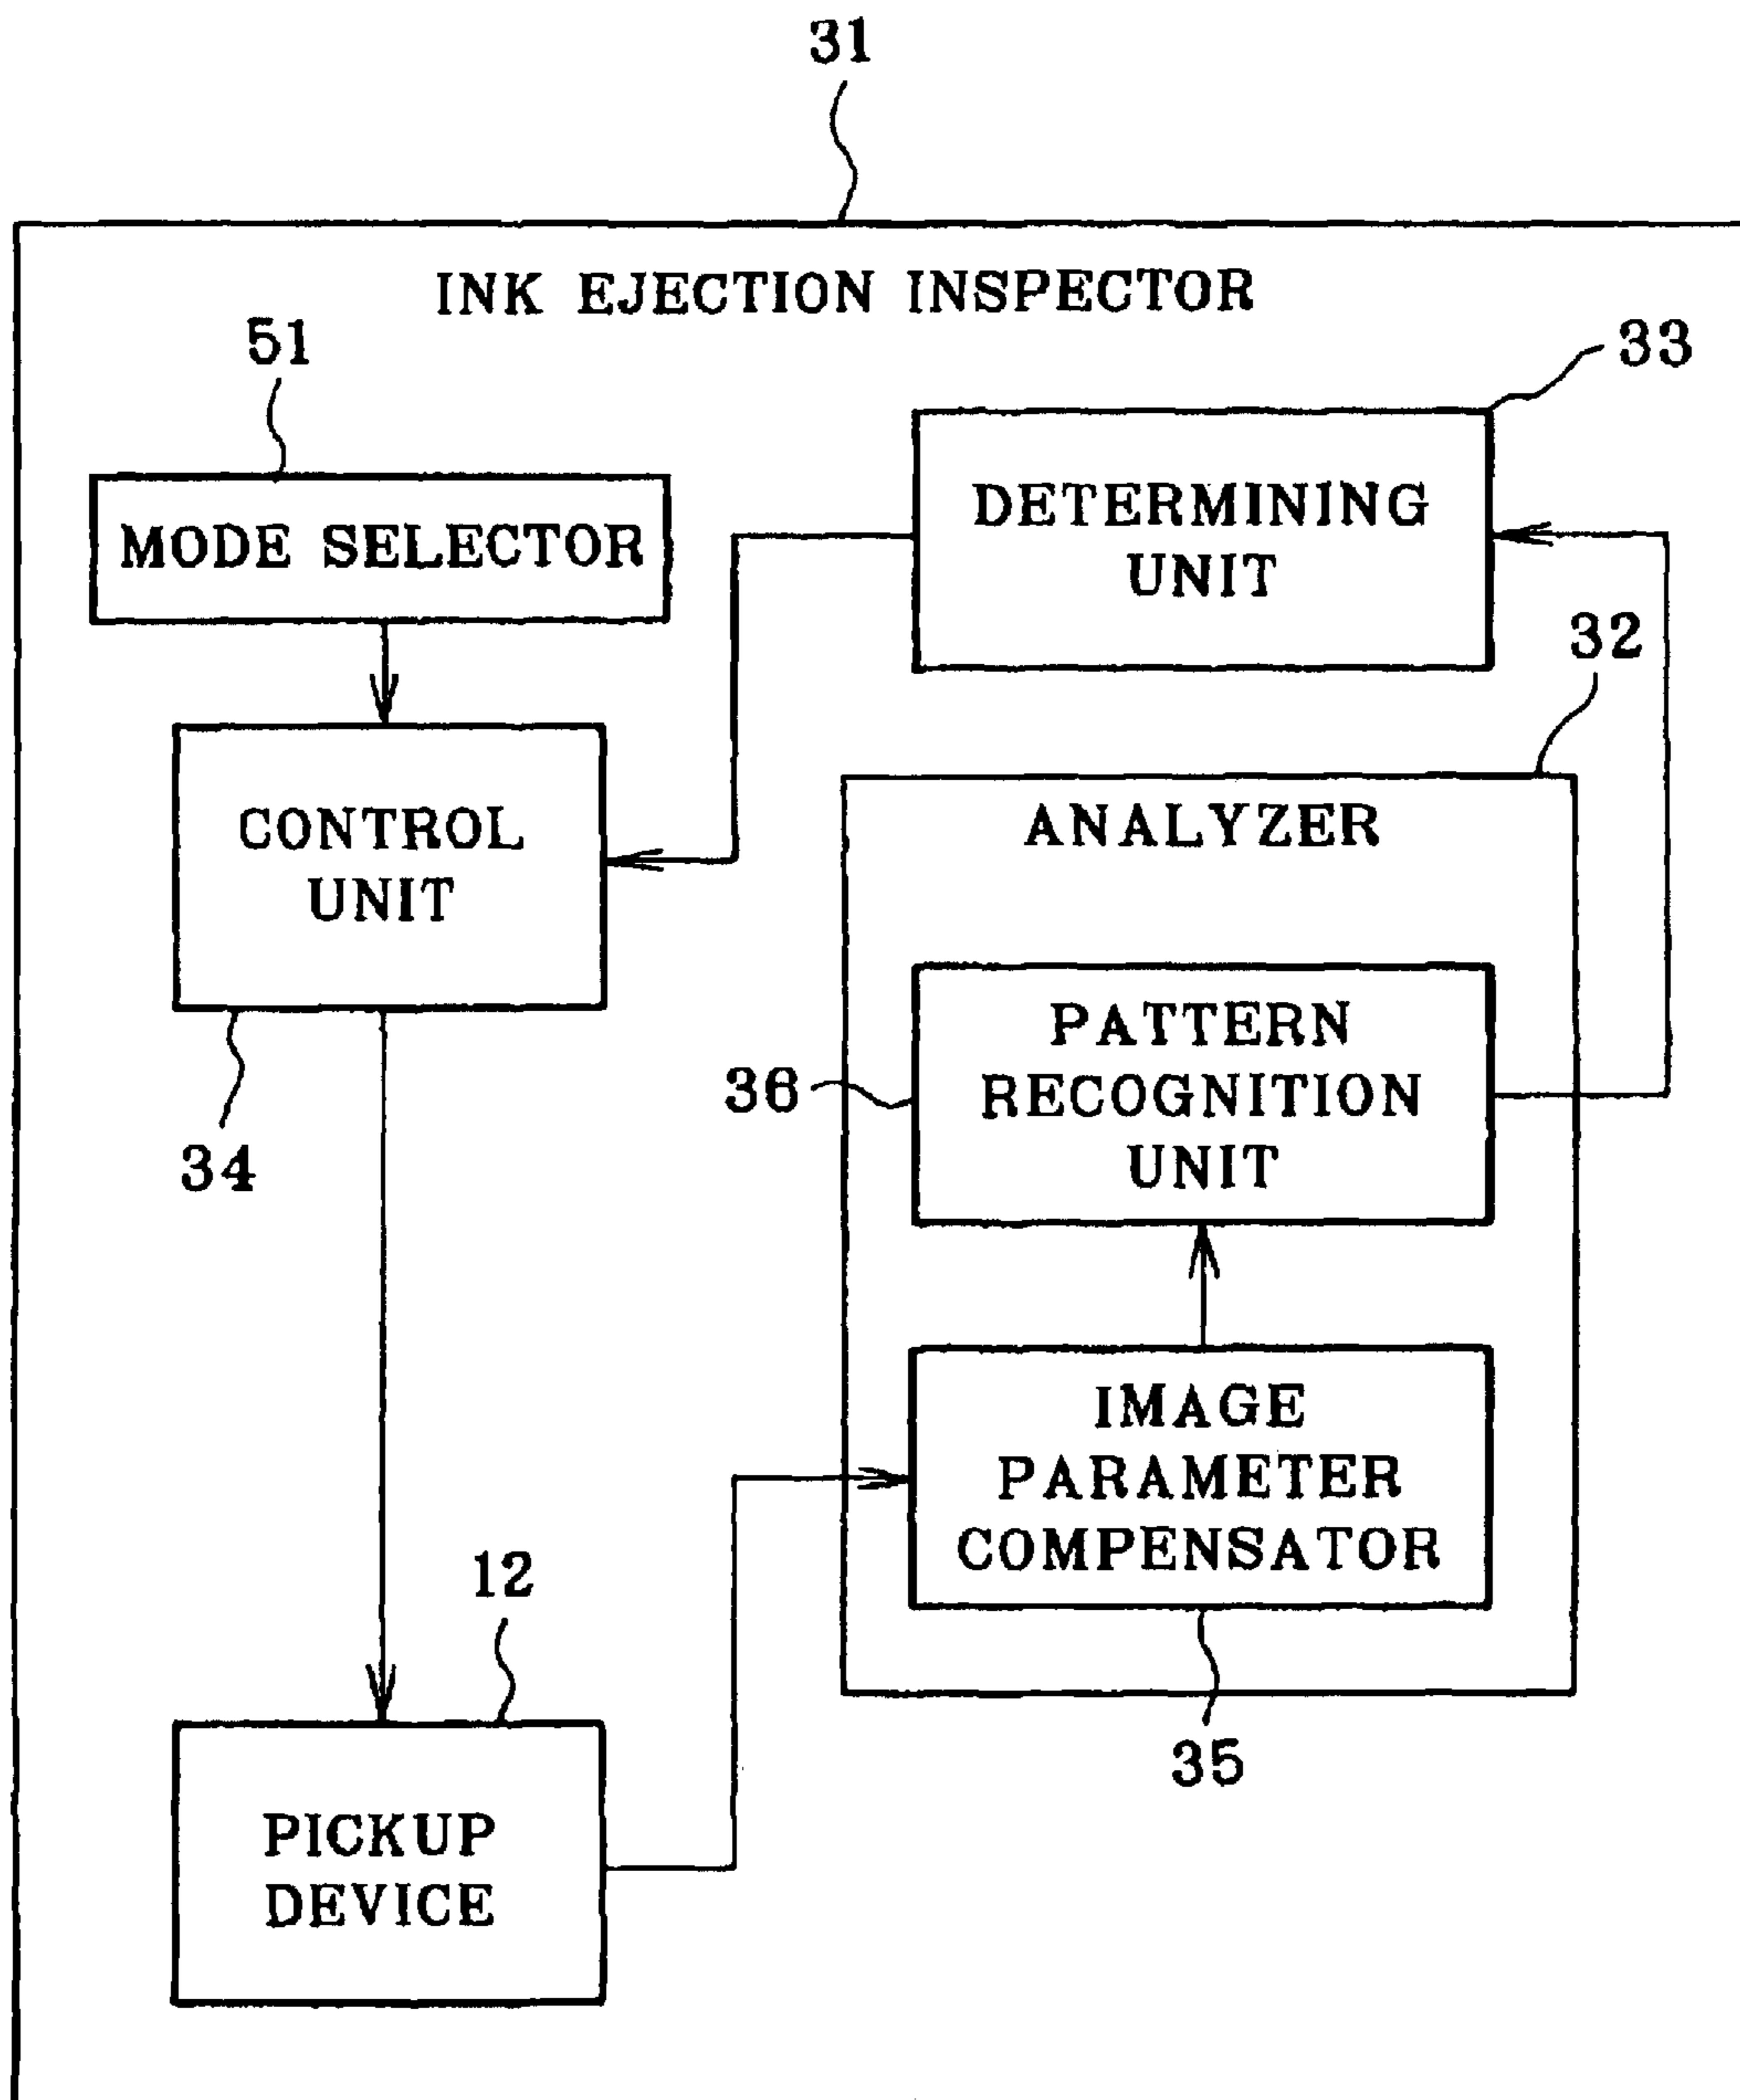 31
INK EJECTION INSPECTOR
51
33
MODE SELECTOR
DETERMINING
UNIT
32
CONTROL
UNIT
34
ANALYZER
36
PATTERN
RECOGNITION
UNIT
IMAGE
PARAMETER
COMPENSATOR
35
12
PICKUP
DEVICE